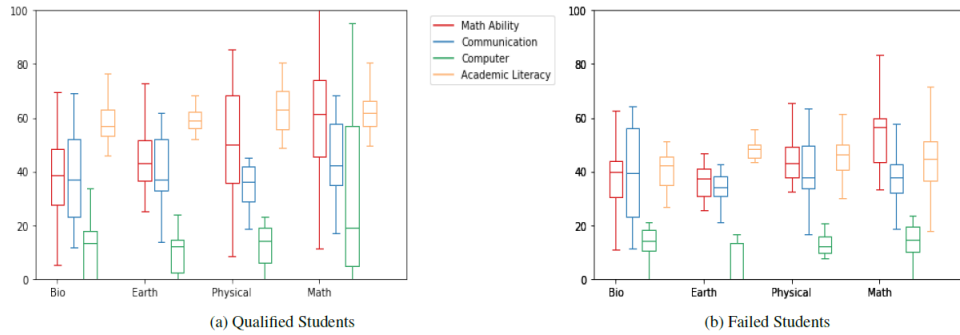 100
80
60
40
20
0
Bio
Earth
Physical
Math
(a) Qualified Students
Math Ability
Communication
Computer
Academic Literacy
100
80
60
40
20
0
Bio
Earth
Physical
Math
(b) Failed Students